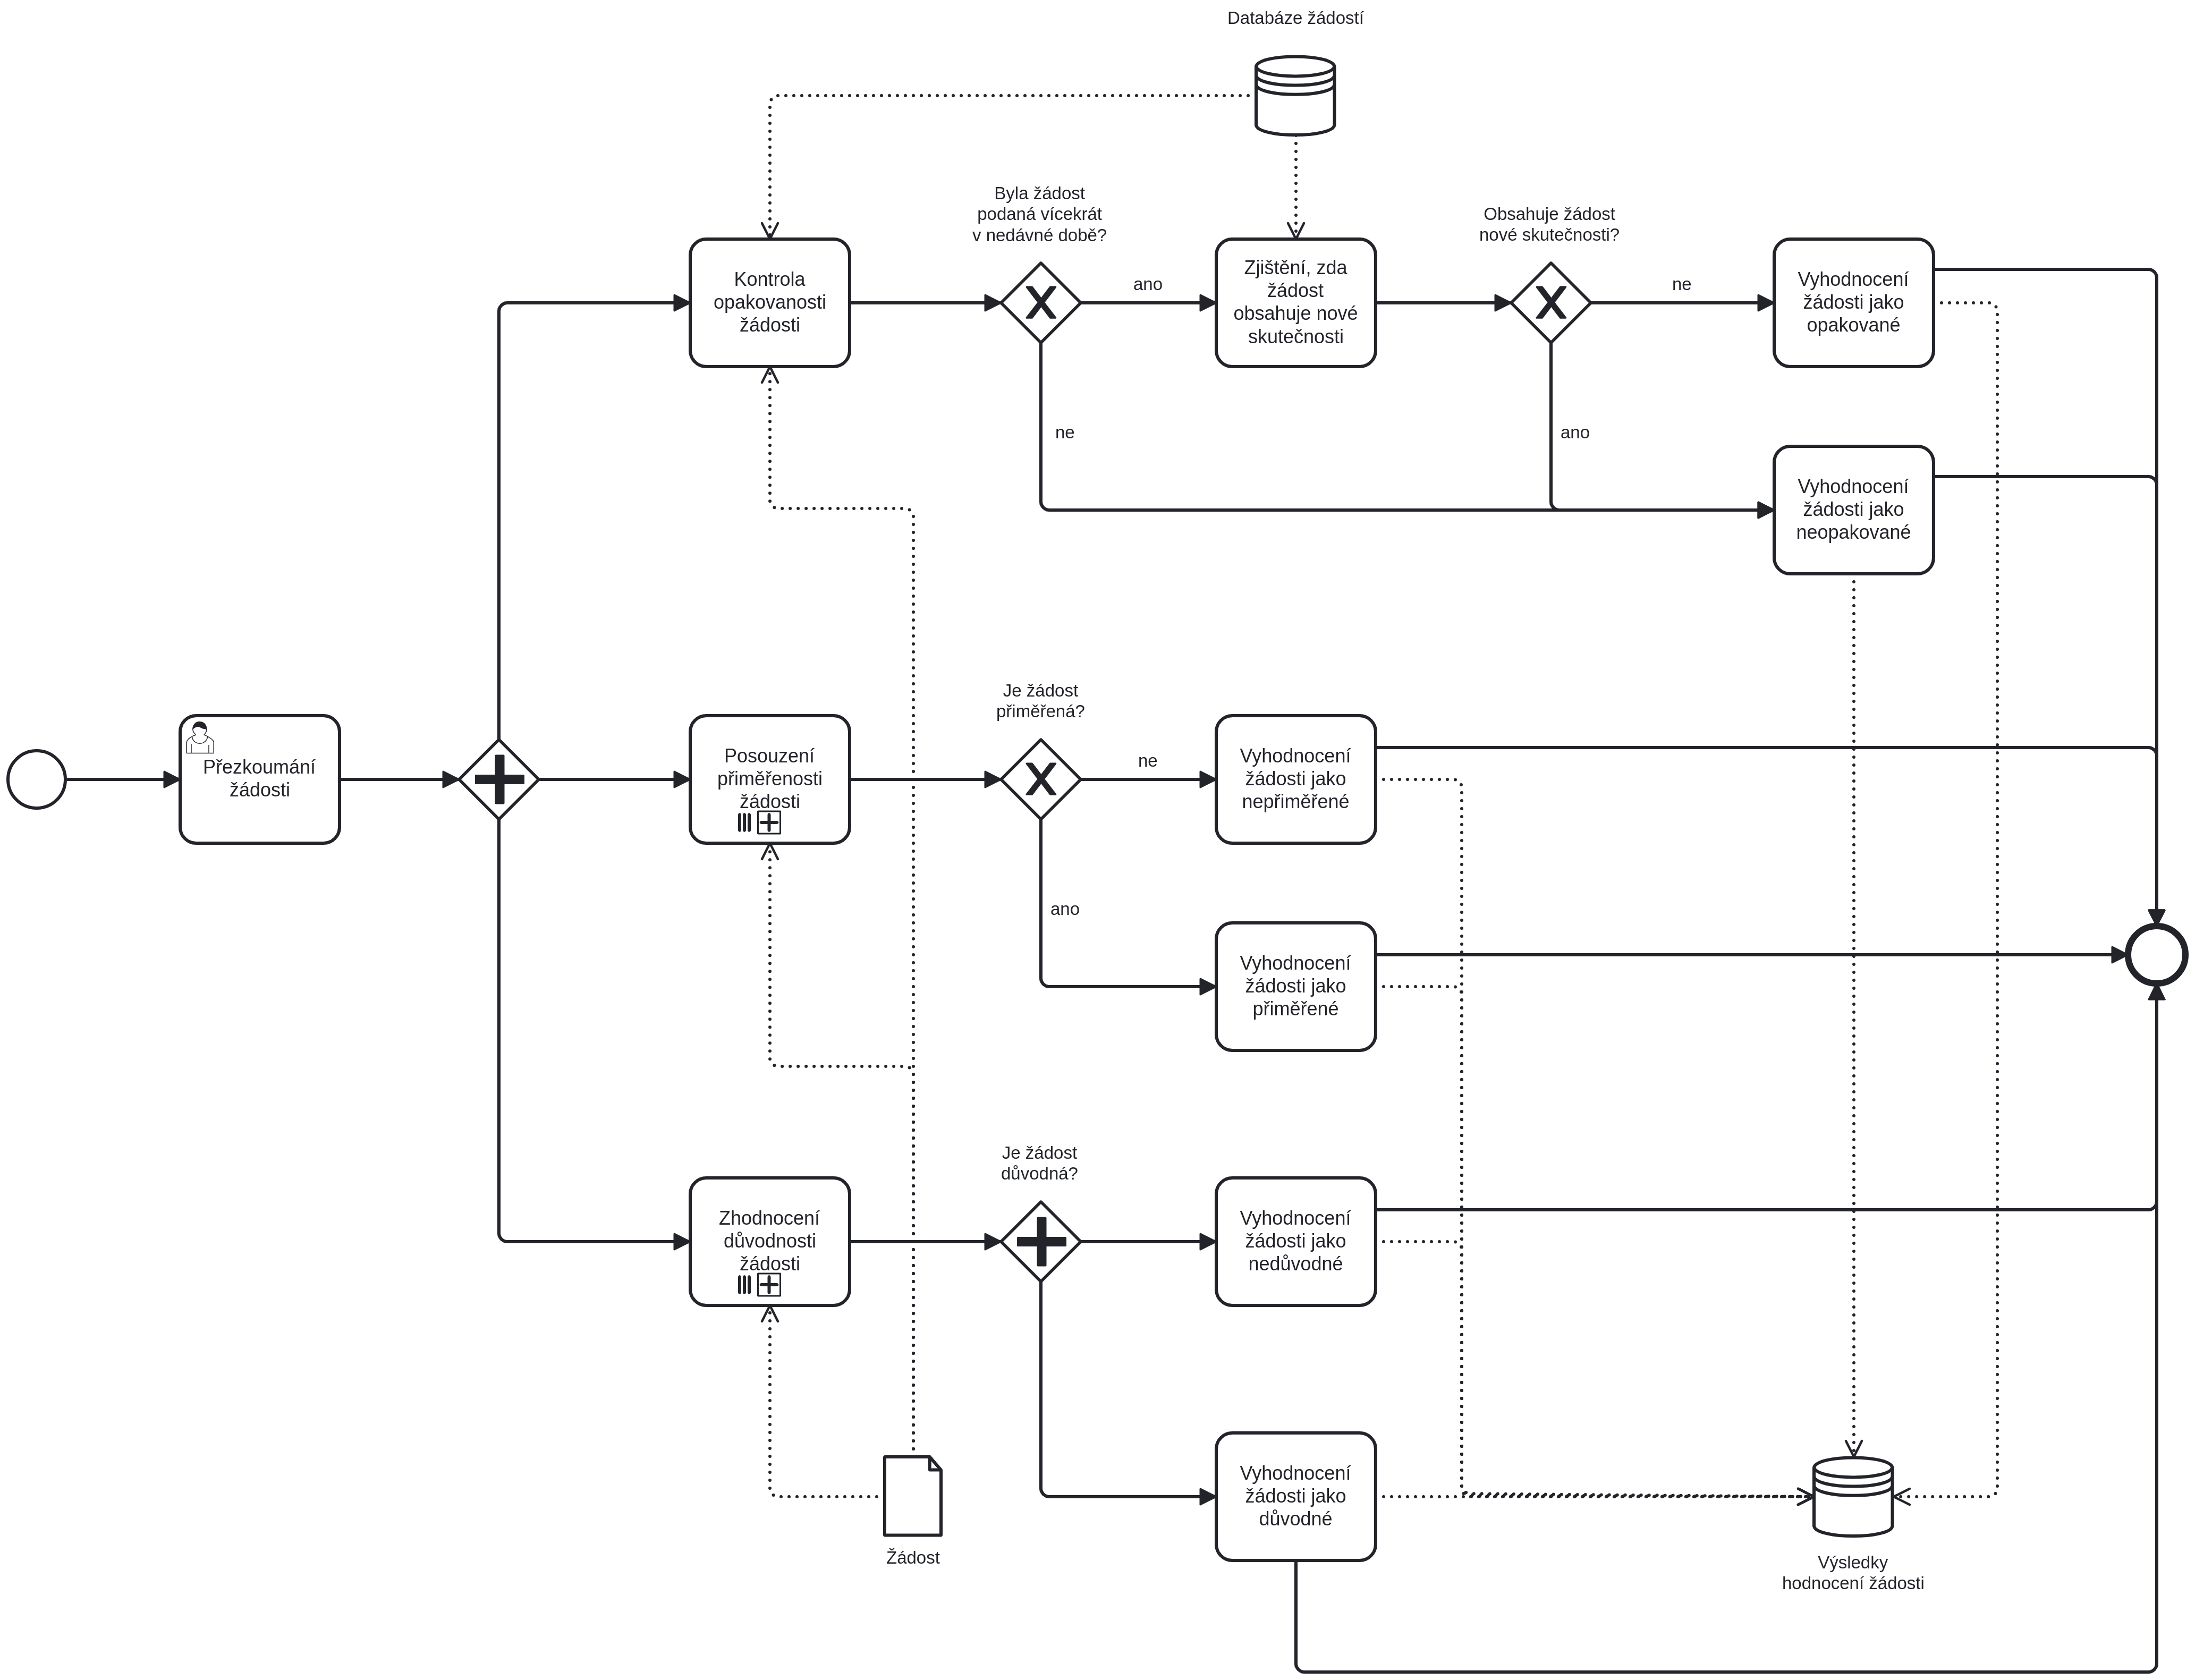 Databáze žádostí
Byla žádost
podaná vícekrát
v nedávné době?
Obsahuje žádost
nové skutečnosti?
Kontrola
opakovanosti
žádosti
ano
Zjištění, zda
žádost
obsahuje nové
skutečnosti
ne
Vyhodnocení
žádosti jako
opakované
ne
ano
Vyhodnocení
žádosti jako
neopakované
Je žádost
přiměřená?
Přezkoumání
žádosti
Posouzení
přiměřenosti
žádosti
ne
Vyhodnocení
žádosti jako
nepřiměřené
ano
Vyhodnocení
žádosti jako
přiměřené
Je žádost
důvodná?
Zhodnocení
důvodnosti
žádosti
Vyhodnocení
žádosti jako
nedůvodné
Vyhodnocení
žádosti jako
důvodné
Žádost
Výsledky
hodnocení žádosti